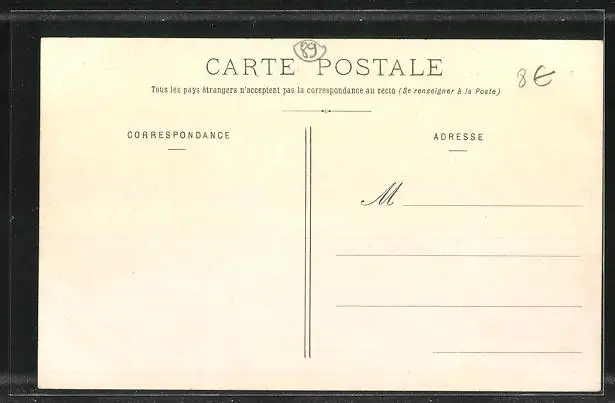 89
CARTE POSTALE
8€
Tous les pays étrangers n'acceptent pas la correspondance au recto (Se renseigner à la Poste)
CORRESPONDANCE
ADRESSE
M